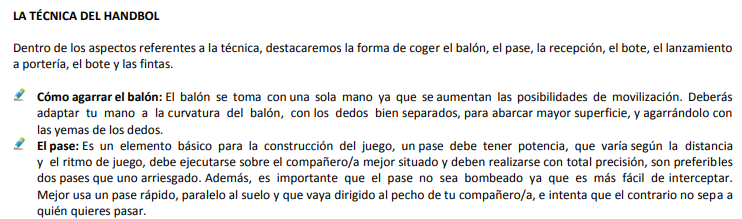 LA TÉCNICA DEL HANDBOL
Dentro de los aspectos referentes a la técnica, destacaremos la forma de coger el balón, el pase, la recepción, el bote, el lanzamiento
a portería, el bote y las fintas.
Cómo agarrar el balón: El balón se toma con una sola mano ya que se aumentan las posibilidades de movilización. Deberás
adaptar tu mano a la curvatura del balón, con los dedos bien separados, para abarcar mayor superficie, y agarrándolo con
las yemas de los dedos.
El pase: Es un elemento básico para la construcción del juego, un pase debe tener potencia, que varía según la distancia
y el ritmo de juego, debe ejecutarse sobre el compañero/a mejor situado y deben realizarse con total precisión, son preferibles
dos pases que uno arriesgado. Además, es importante que el pase no sea bombeado ya que es más fácil de interceptar.
Mejor usa un pase rápido, paralelo al suelo y que vaya dirigido al pecho de tu compañero/a, e intenta que el contrario no sepa a
quién quieres pasar.